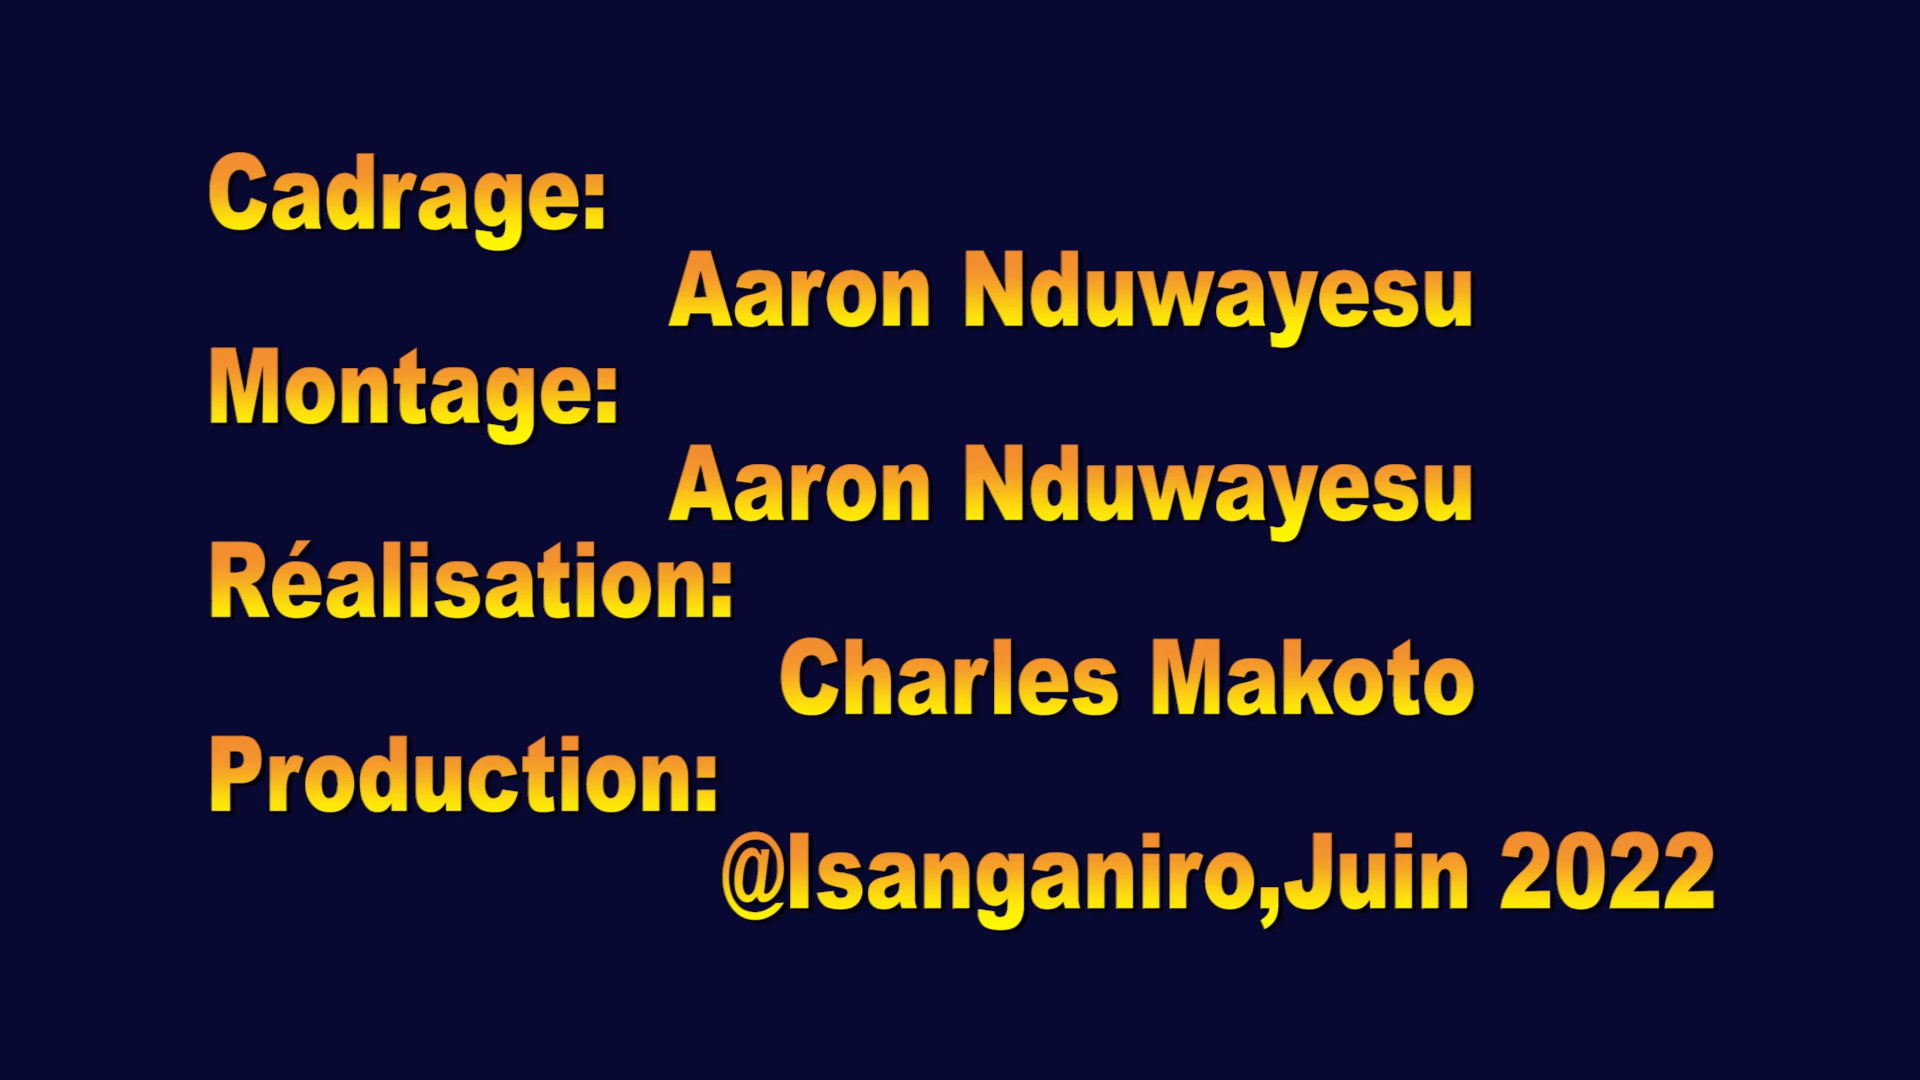 Cadrage:
Aaron Nduwayesu
Montage:
Aaron Nduwayesu
Réalisation:
Charles Makoto
Production:
@Isanganiro,Juin 2022